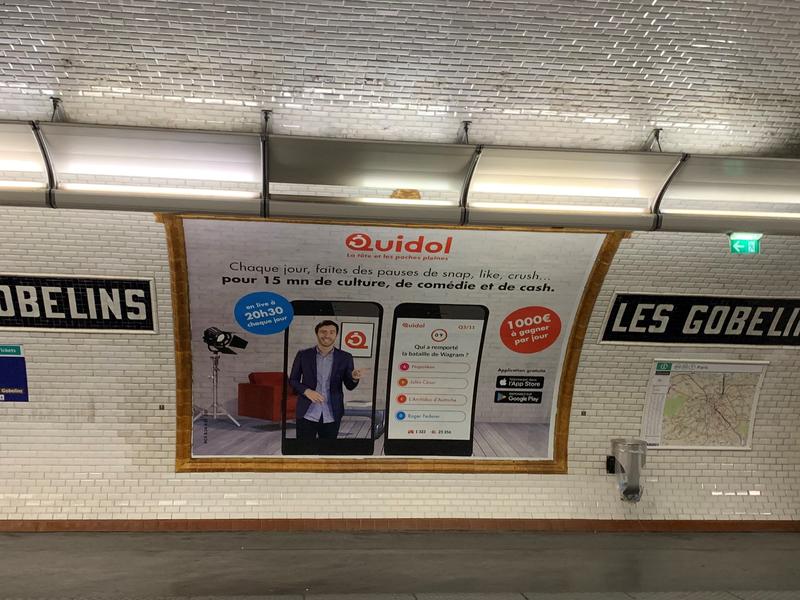 OBELINS
Tickets
Gobelins
Quidol
La tête et les poches pleines
Chaque jour, faites des pauses de snap, like, crush...
pour 15 mn de culture, de comédie et de cash.
en live à
20h30
chaque jour
Quidol
Q3/11
Qui a remporté
la bataille de Wagram ?
Napoléon
Jules César
L'Archiduc d'Autriche
Roger Federer
1000€
à gagner
par jour
Application gratuite
l'App Store
Google Play
LES GOBELIN
Paris